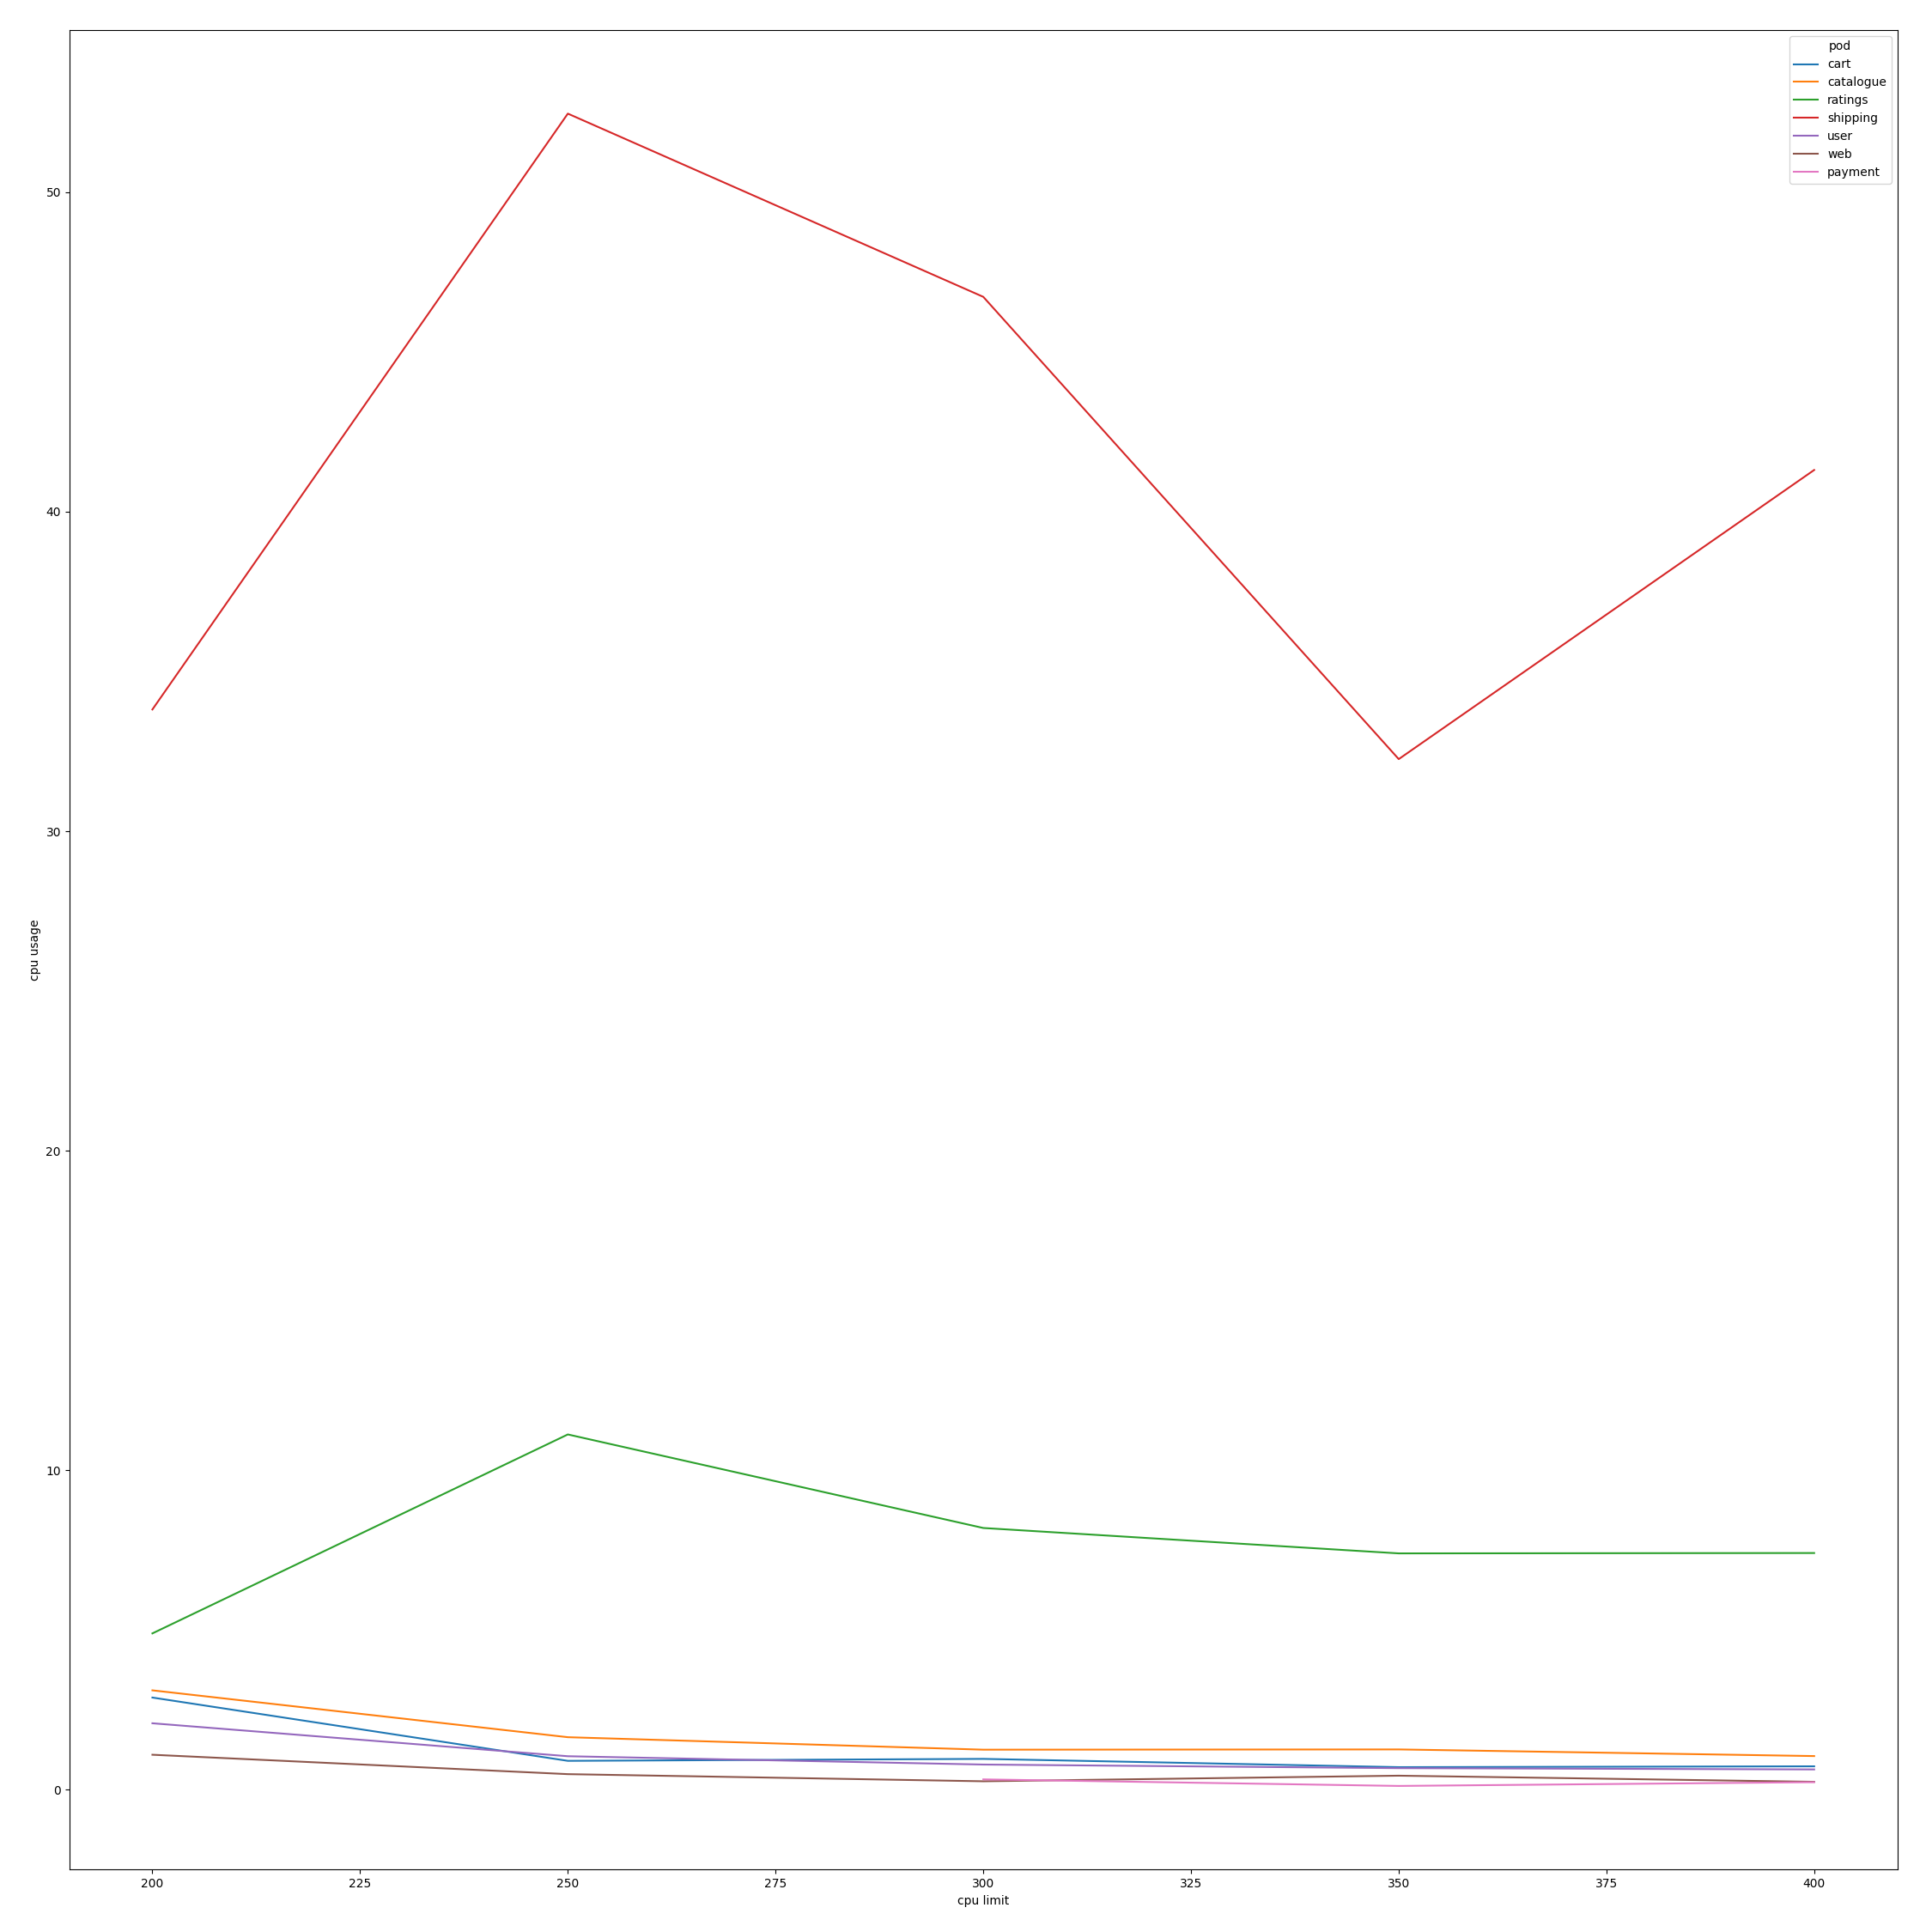 pod
cart
catalogue
ratings
shipping
user
web
payment
50
40
30
20
10
0
cpu usage
200 225 250 275 300 325 350 375 400
cpu limit